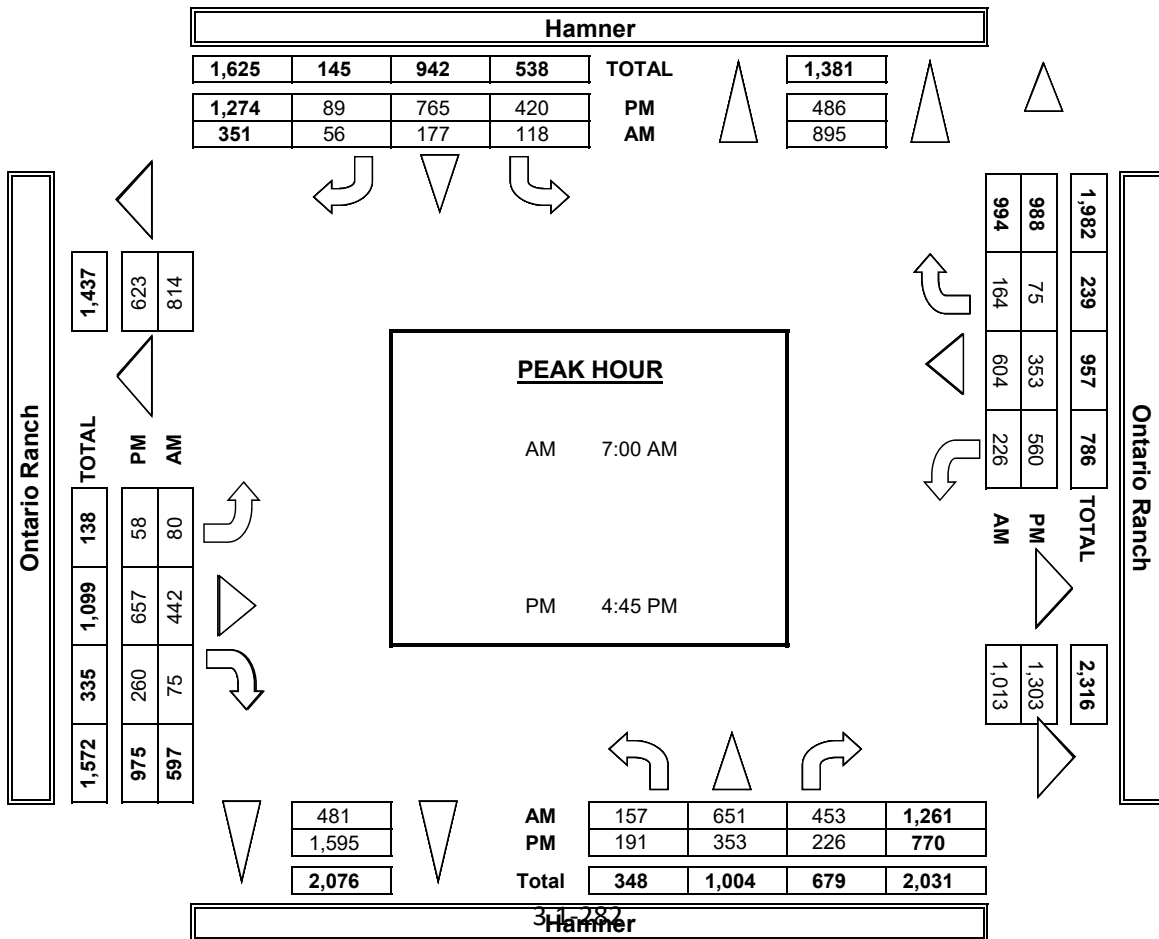 Hamner
1,625 145 942 538 TOTAL 1,381
1,274 89 765 420 PM 486
351 56 177 118 AM 895
Ontario Ranch
1,437
623
814
TOTAL 138 1,099 335 1,572
PM 58 657 260 975
AM 80 442 75 597
PEAK HOUR
AM 7:00 AM
PM 4:45 PM
1,982 239 957 786 TOTAL
988 75 353 560 PM
994 164 604 226 AM
2,316
1,303
1,013
Ontario Ranch
481 AM 157 651 453 1,261
1,595 PM 191 353 226 770
2,076 Total 348 1,004 679 2,031
Hamner
3.1-282